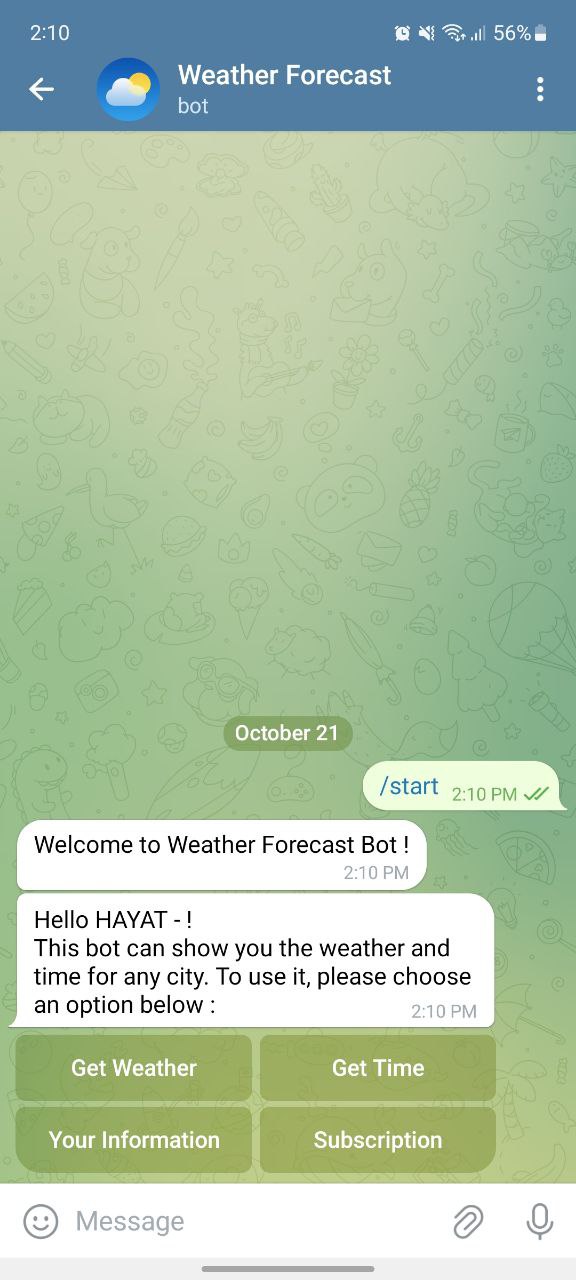 2:10
56%
Weather Forecast
bot
October 21
/start 2:10 PM
Welcome to Weather Forecast Bot !
2:10 PM
Hello HAYAT - !
This bot can show you the weather and
time for any city. To use it, please choose
an option below :
2:10 PM
Get Weather
Get Time
Your Information
Subscription
Message